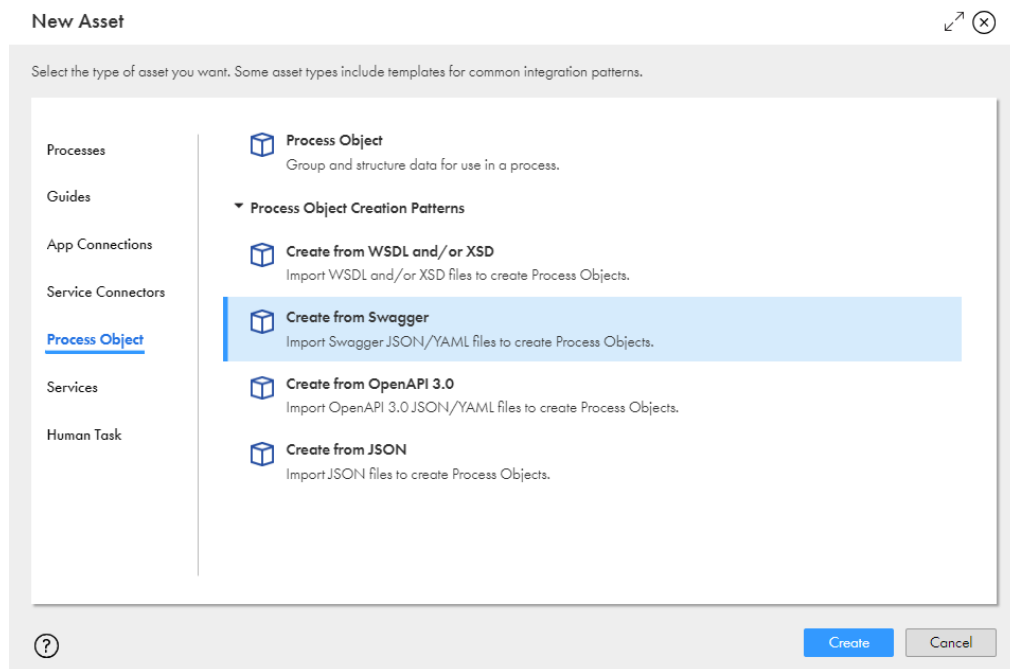 New Asset
Select the type of asset you want. Some asset types include templates for common integration patterns.
Processes
Guides
App Connections
Service Connectors
Process Object
Services
Human Task
Process Object
Group and structure data for use in a process.
Process Object Creation Patterns
Create from WSDL and/or XSD
Import WSDL and/or XSD files to create Process Objects.
Create from Swagger
Import Swagger JSON/YAML files to create Process Objects.
Create from OpenAPI 3.0
Import OpenAPI 3.0 JSON/YAML files to create Process Objects.
Create from JSON
Import JSON files to create Process Objects.
?
Create
Cancel